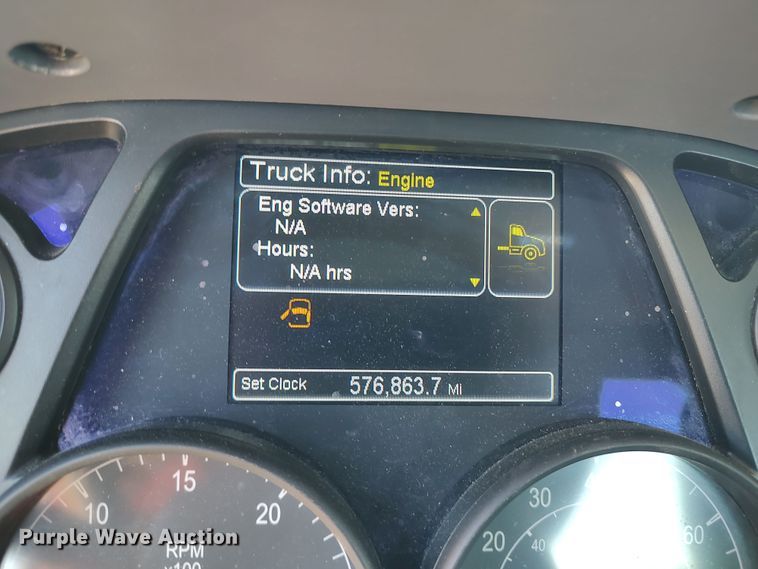 Truck Info: Engine
Eng Software Vers:
N/A
Hours:
N/A hrs
Set Clock 576,863.7 Mi
10 15 20
RPM
x100
20 30 60
40
Purple Wave Auction®